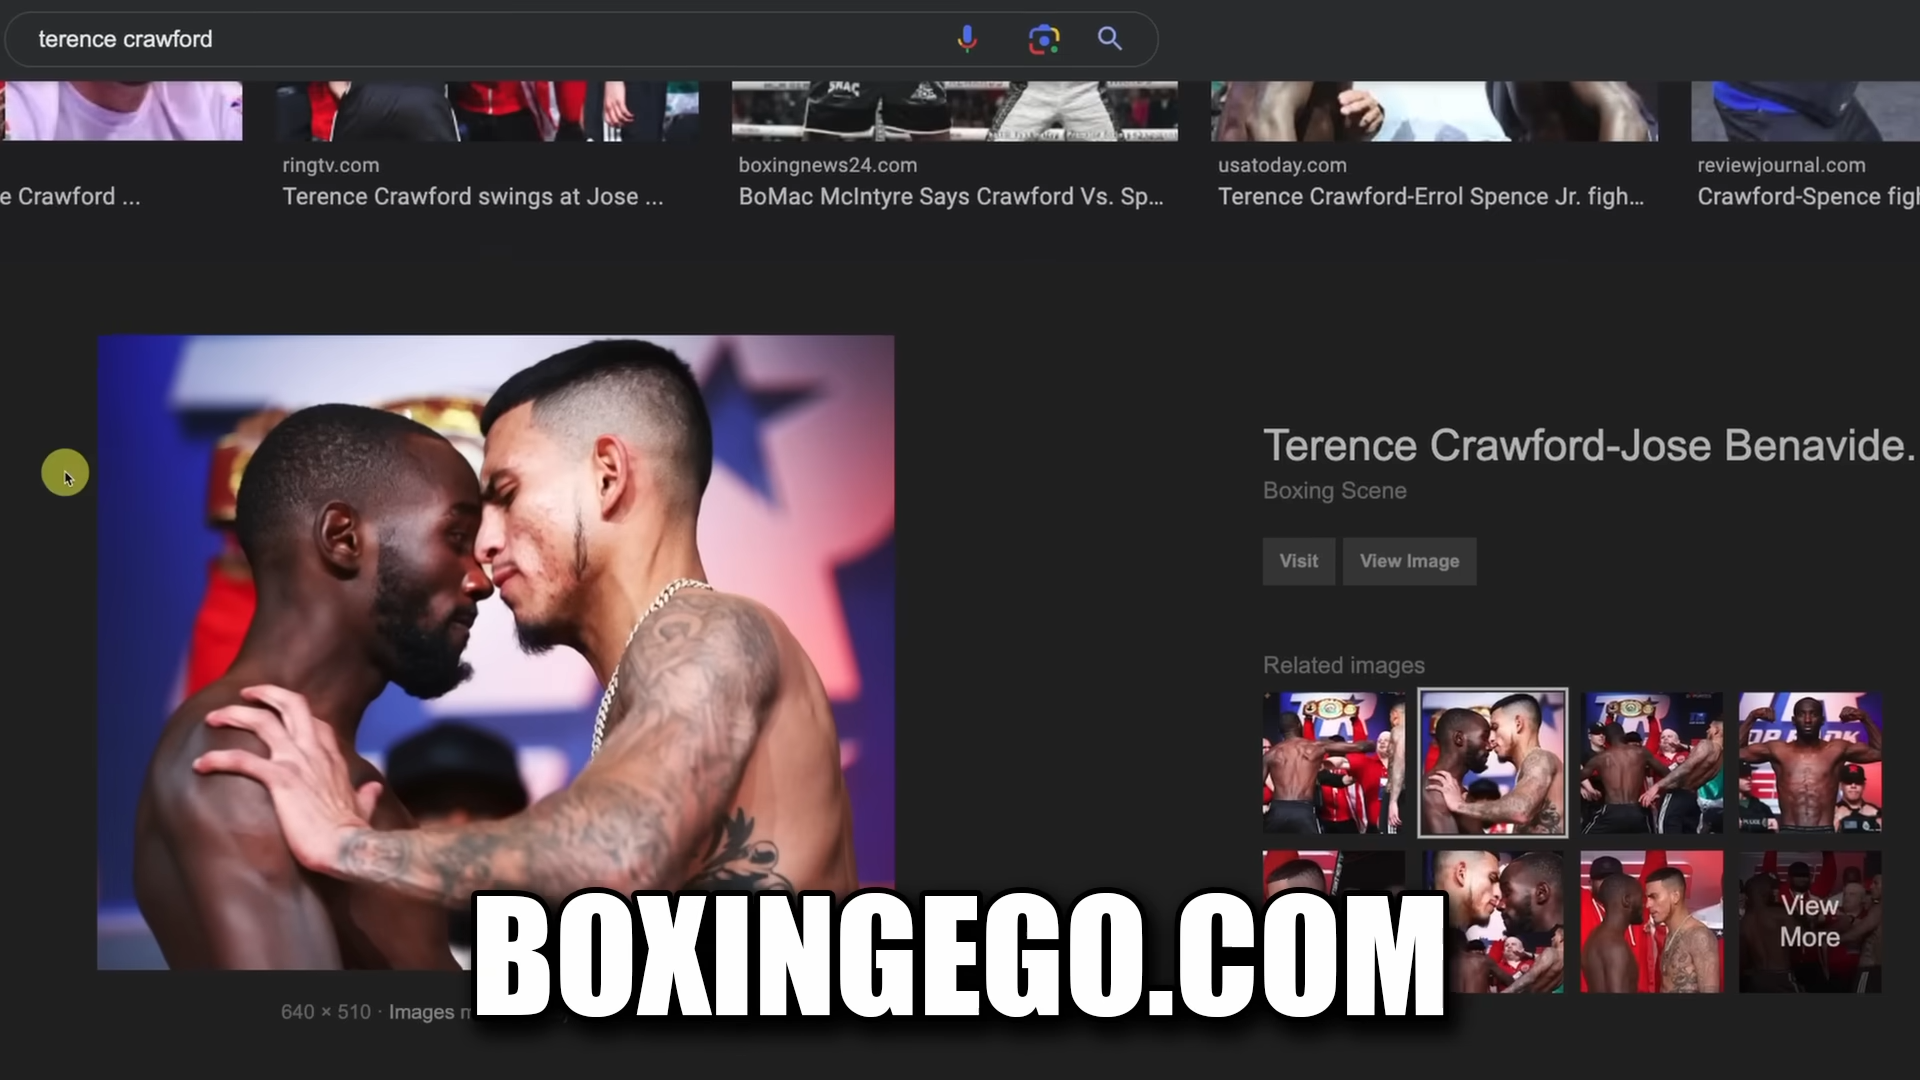 terence crawford
e Crawford ...
ringtv.com
Terence Crawford swings at Jose ...
boxingnews24.com
BoMac McIntyre Says Crawford Vs. Sp...
usatoday.com
Terence Crawford-Errol Spence Jr. figh...
reviewjournal.com
Crawford-Spence figh
Terence Crawford-Jose Benavide.
Boxing Scene
Visit
View Image
Related images
View
More
640 × 510 · Images m
BOXINGEGO.COM